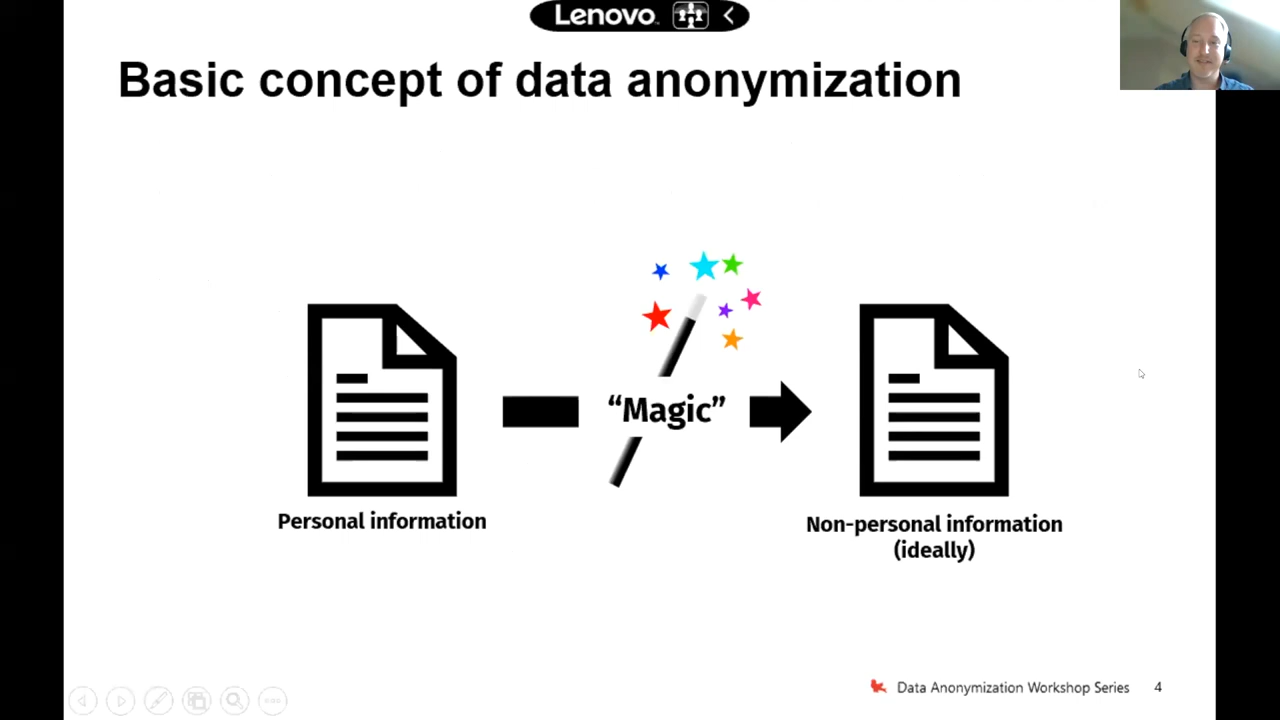 Lenovo
Basic concept of data anonymization
“Magic”
Personal information
Non-personal information
(ideally)
Data Anonymization Workshop Series 4